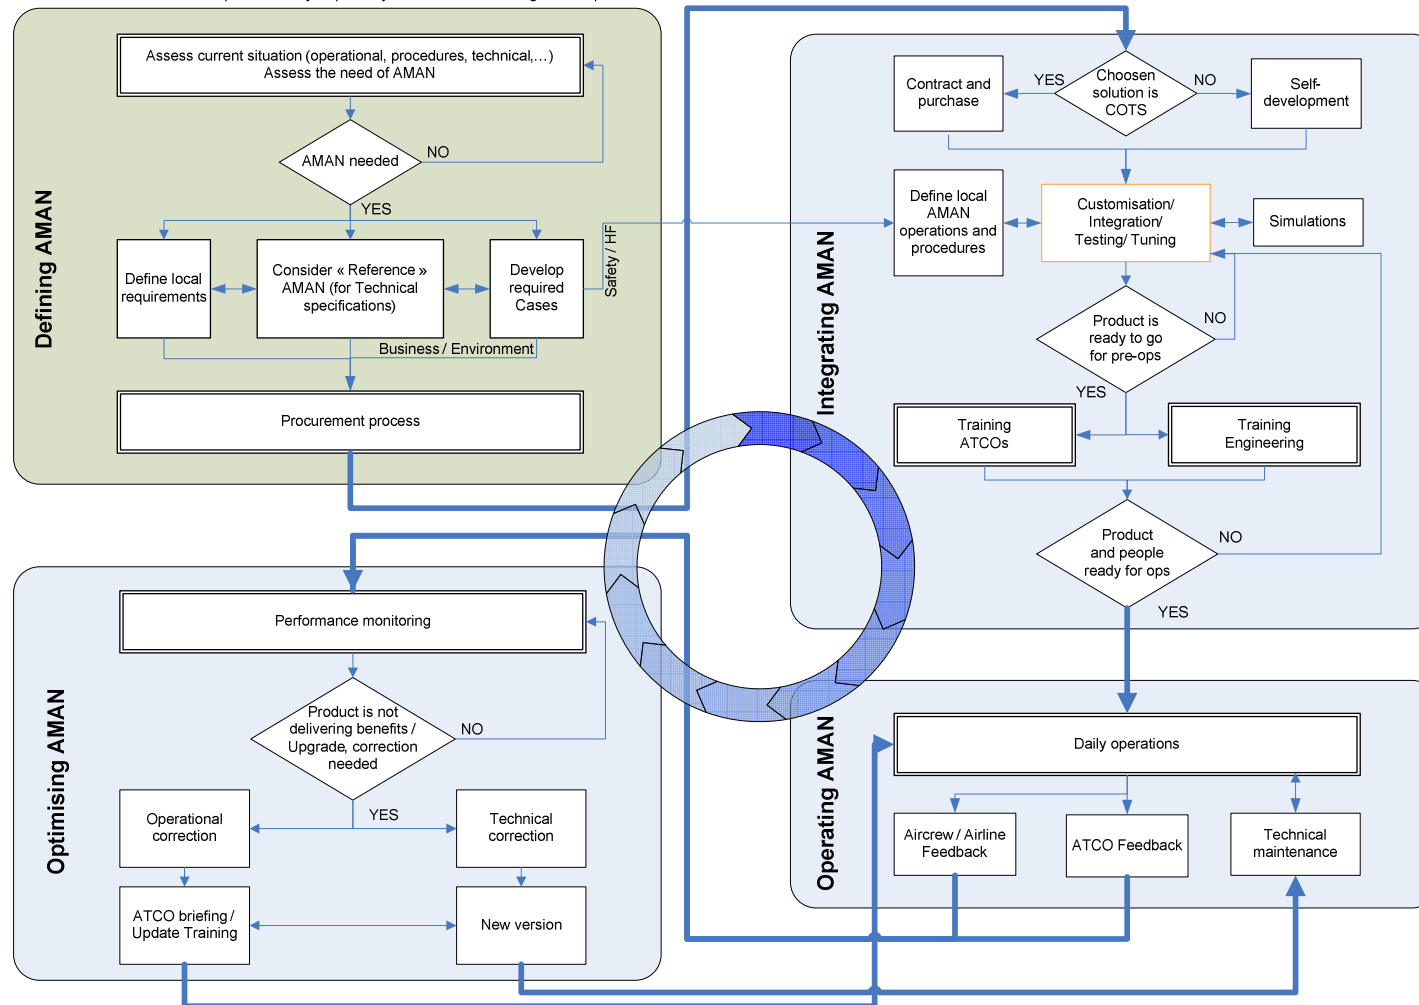 Assess current situation (operational, procedures, technical,…)
Assess the need of AMAN
AMAN needed
NO
YES
Define local
requirements
Consider « Reference »
AMAN (for Technical
specifications)
Develop
required
Cases
Safety / HF
Business / Environment
Procurement process
Defining AMAN
Choosen
solution is
COTS
YES
NO
Contract and
purchase
Self-
development
Define local
AMAN
operations and
procedures
Customisation/
Integration/
Testing/ Tuning
Simulations
Product is
ready to go
for pre-ops
NO
YES
Training
ATCOs
Training
Engineering
Product
and people
ready for ops
NO
YES
Integrating AMAN
Performance monitoring
Product is not
delivering benefits /
Upgrade, correction
needed
NO
YES
Operational
correction
Technical
correction
ATCO briefing /
Update Training
New version
Optimising AMAN
Daily operations
Aircrew / Airline
Feedback
ATCO Feedback
Technical
maintenance
Operating AMAN